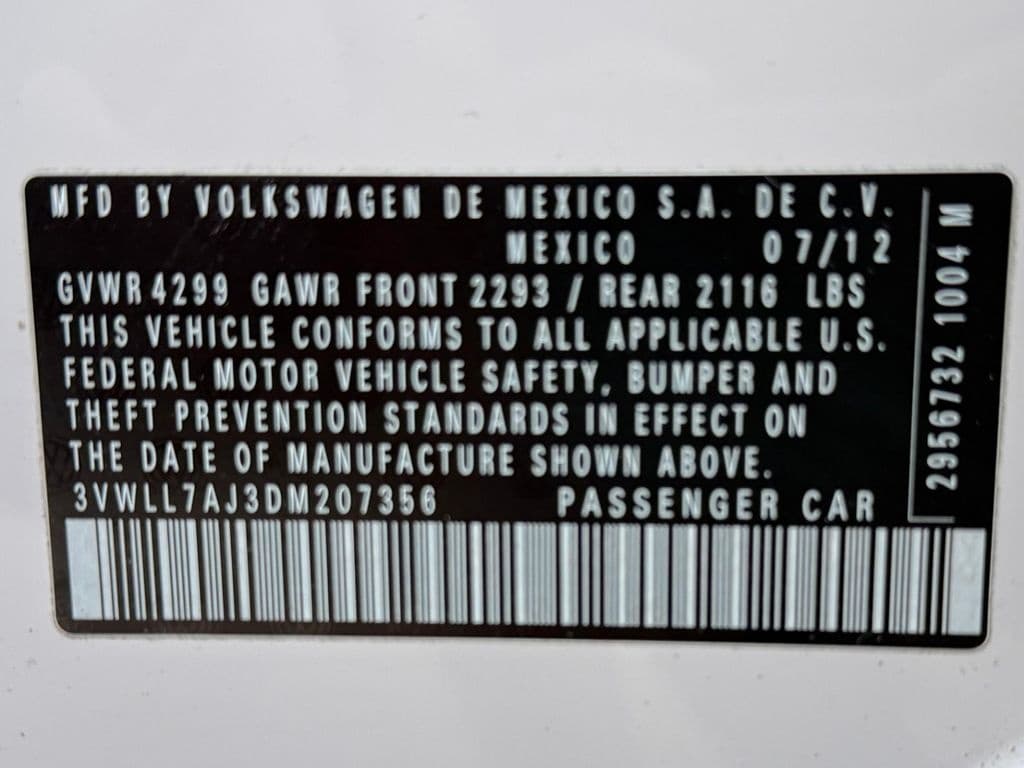 MFD BY VOLKSWAGEN DE MEXICO S.A. DE C.V.
MEXICO 07/12
GVWR 4299 GAWR FRONT 2293 / REAR 2116 LBS
THIS VEHICLE CONFORMS TO ALL APPLICABLE U.S.
FEDERAL MOTOR VEHICLE SAFETY, BUMPER AND
THEFT PREVENTION STANDARDS IN EFFECT ON
THE DATE OF MANUFACTURE SHOWN ABOVE.
3VWLL7AJ3DM207356 PASSENGER CAR
2956732 1004 M